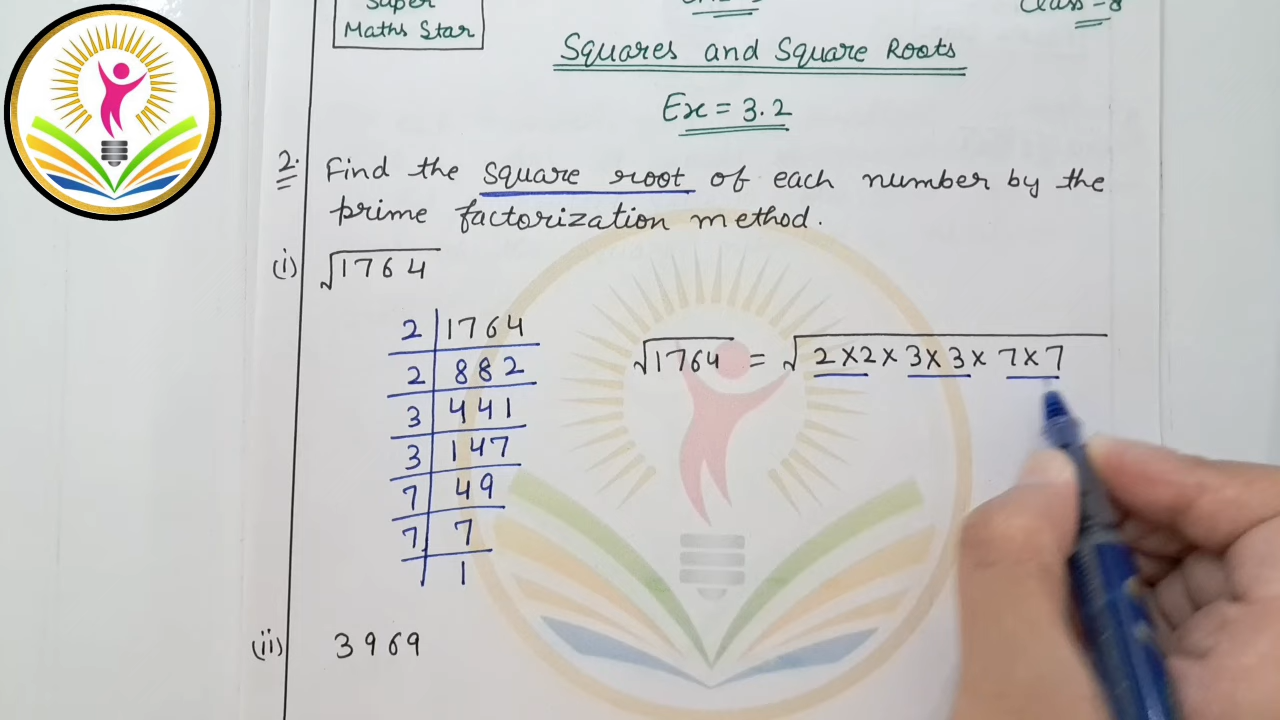 Super
Maths Star
Class - 8
Squares and Square Roots
Ex = 3.2
2. Find the square root of each number by the
prime factorization method.
(i) √1764
2 | 1764
2 | 882
3 | 441
3 | 147
7 | 49
7 | 7
1
√1764 = √2×2×3×3×7×7
(ii) 3969